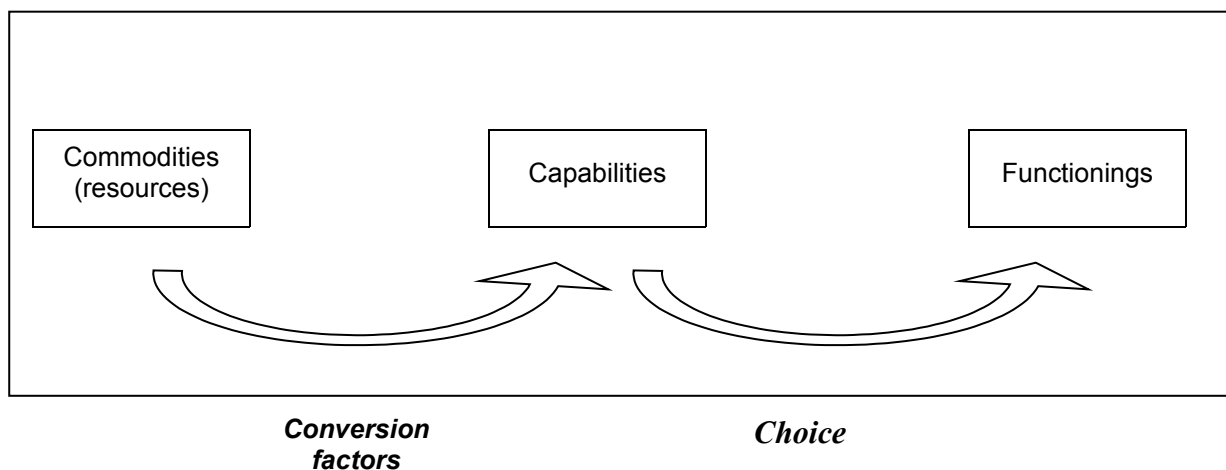 Commodities
(resources)
Capabilities
Functionings
Conversion
factors
Choice